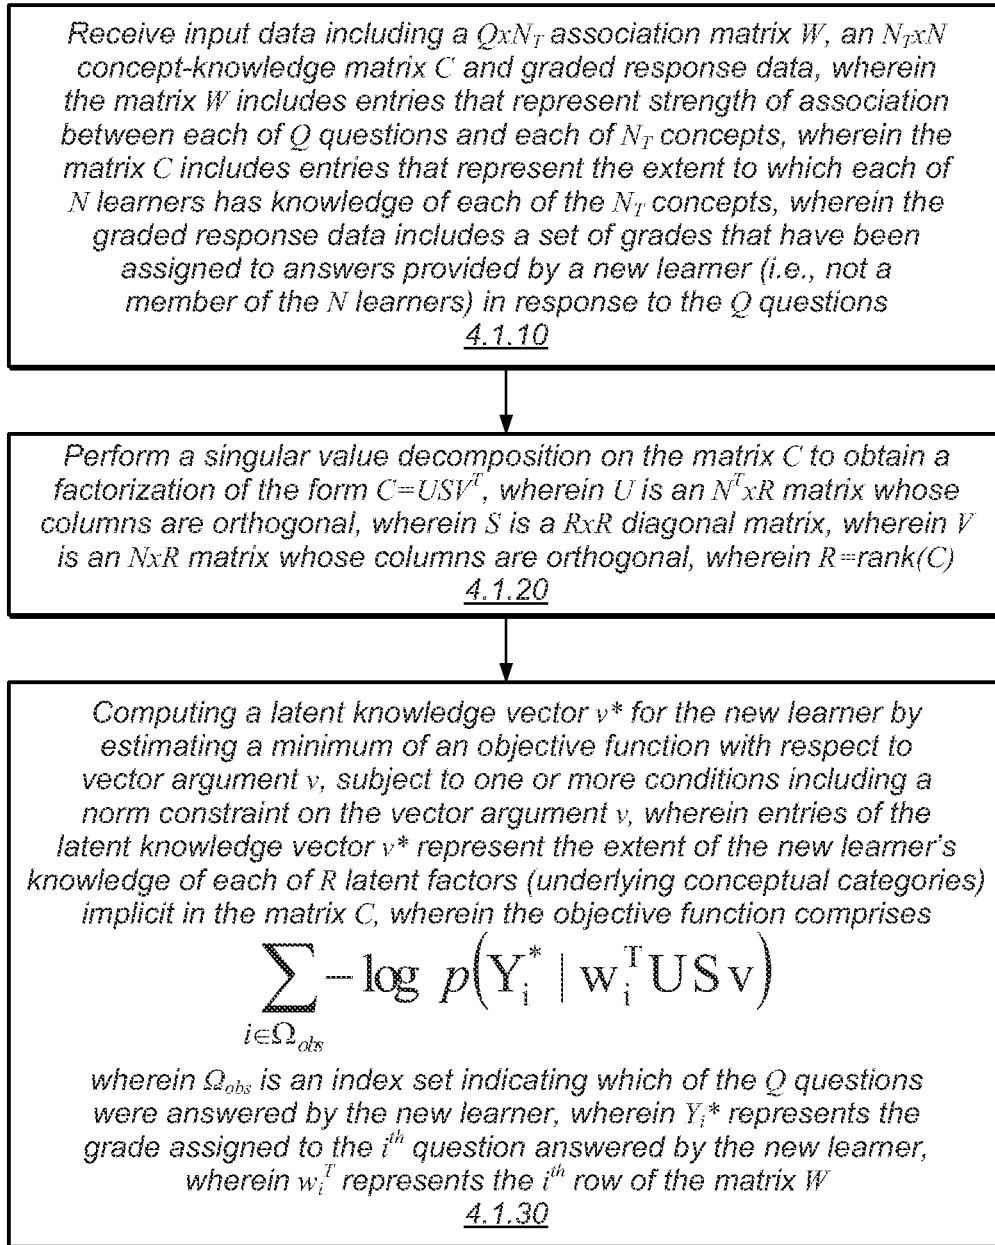 Receive input data including a QxN_T association matrix W, an N_TxN
concept-knowledge matrix C and graded response data, wherein
the matrix W includes entries that represent strength of association
between each of Q questions and each of N_T concepts, wherein the
matrix C includes entries that represent the extent to which each of
N learners has knowledge of each of the N_T concepts, wherein the
graded response data includes a set of grades that have been
assigned to answers provided by a new learner (i.e., not a
member of the N learners) in response to the Q questions
4.1.10
Perform a singular value decomposition on the matrix C to obtain a
factorization of the form C=USV^T, wherein U is an N^TxR matrix whose
columns are orthogonal, wherein S is a RxR diagonal matrix, wherein V
is an NxR matrix whose columns are orthogonal, wherein R=rank(C)
4.1.20
Computing a latent knowledge vector v* for the new learner by
estimating a minimum of an objective function with respect to
vector argument v, subject to one or more conditions including a
norm constraint on the vector argument v, wherein entries of the
latent knowledge vector v* represent the extent of the new learner's
knowledge of each of R latent factors (underlying conceptual categories)
implicit in the matrix C, wherein the objective function comprises
∑_{i∈Ω_obs} −log p(Y_i^* | w_i^T U S v)
wherein Ω_obs is an index set indicating which of the Q questions
were answered by the new learner, wherein Y_i* represents the
grade assigned to the i^th question answered by the new learner,
wherein w_i^T represents the i^th row of the matrix W
4.1.30